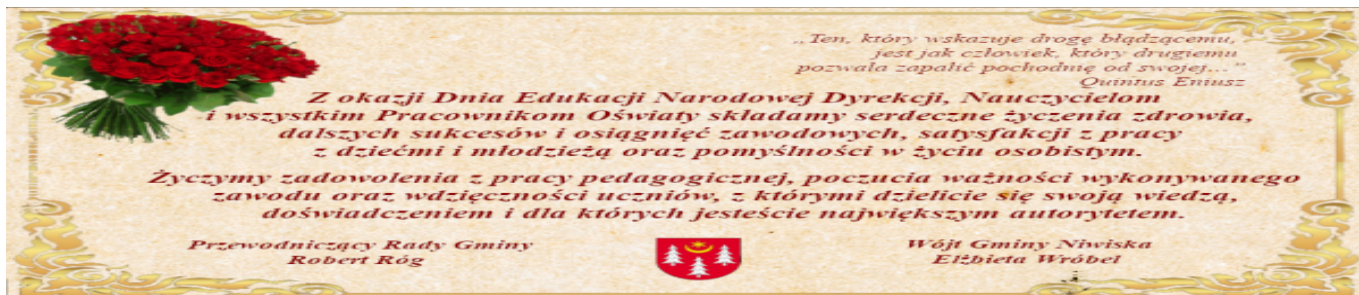 „Ten, który wskazuje drogę błądzącemu,
jest jak człowiek, który drugiemu
pozwala zapalić pochodnię od swojej..."
Quintus Eniusz
Z okazji Dnia Edukacji Narodowej Dyrekcji, Nauczycielom
i wszystkim Pracownikom Oświaty składamy serdeczne życzenia zdrowia,
dalszych sukcesów i osiągnięć zawodowych, satysfakcji z pracy
z dziećmi i młodzieżą oraz pomyślności w życiu osobistym.
Życzymy zadowolenia z pracy pedagogicznej, poczucia ważności wykonywanego
zawodu oraz wdzięczności uczniów, z którymi dzielicie się swoją wiedzą,
doświadczeniem i dla których jesteście największym autorytetem.
Przewodniczący Rady Gminy
Robert Róg
Wójt Gminy Niwiska
Elżbieta Wróbel